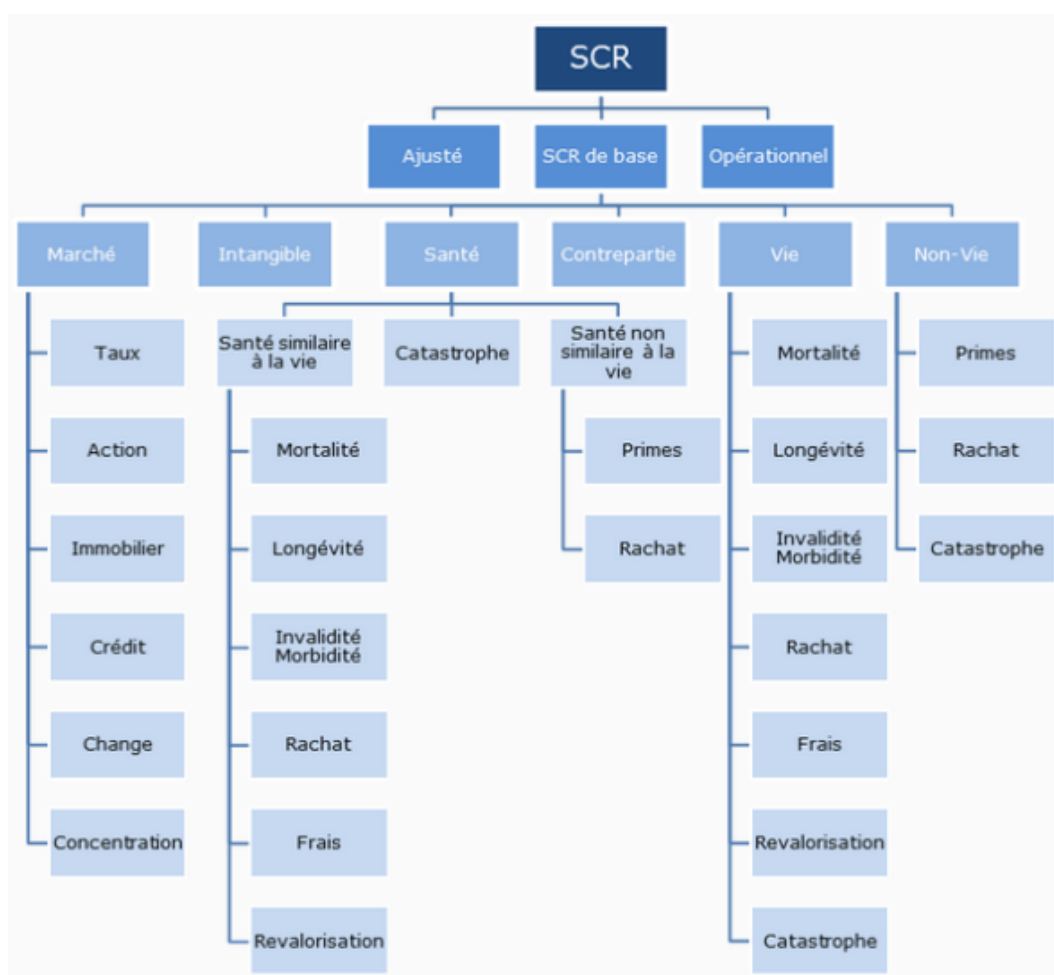 SCR
Ajusté
SCR de base
Opérationnel
Marché
Intangible
Santé
Contrepartie
Vie
Non-Vie
Taux
Action
Immobilier
Crédit
Change
Concentration
Santé similaire
à la vie
Mortalité
Longévité
Invalidité
Morbidité
Rachat
Frais
Revalorisation
Catastrophe
Santé non
similaire à la
vie
Primes
Rachat
Mortalité
Longévité
Invalidité
Morbidité
Rachat
Frais
Revalorisation
Catastrophe
Primes
Rachat
Catastrophe